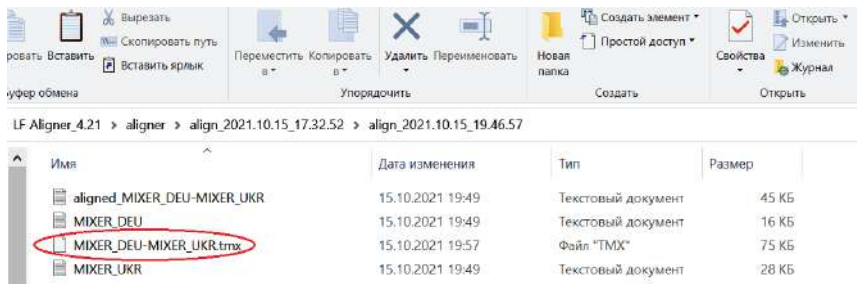 Вырезать
Скопировать путь
Вставить ярлык
Вставить
Переместить в
Копировать в
Удалить
Переименовать
Новая папка
Создать элемент
Простой доступ
Свойства
Открыть
Изменить
Журнал
обмена
Упорядочить
Создать
Открыть
LF Aligner_4.21 > aligner > align_2021.10.15_17.32.52 > align_2021.10.15_19.46.57
Имя Дата изменения Тип Размер
aligned_MIXER_DEU-MIXER_UKR 15.10.2021 19:49 Текстовый документ 45 КБ
MIXER_DEU 15.10.2021 19:49 Текстовый документ 16 КБ
MIXER_DEU-MIXER_UKR.tmx 15.10.2021 19:57 Файл "TMX" 75 КБ
MIXER_UKR 15.10.2021 19:49 Текстовый документ 28 КБ